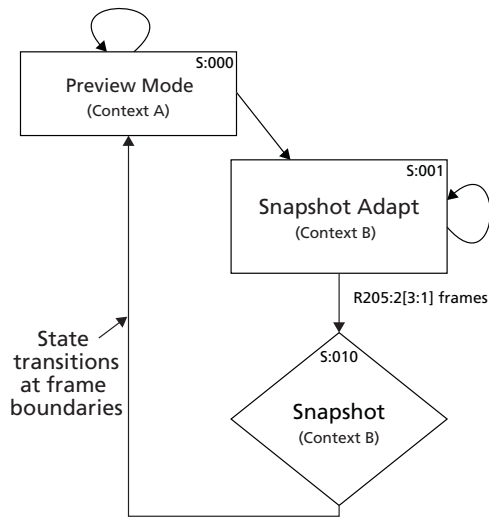 S:000
Preview Mode
(Context A)
S:001
Snapshot Adapt
(Context B)
R205:2[3:1] frames
State
transitions
at frame
boundaries
S:010
Snapshot
(Context B)